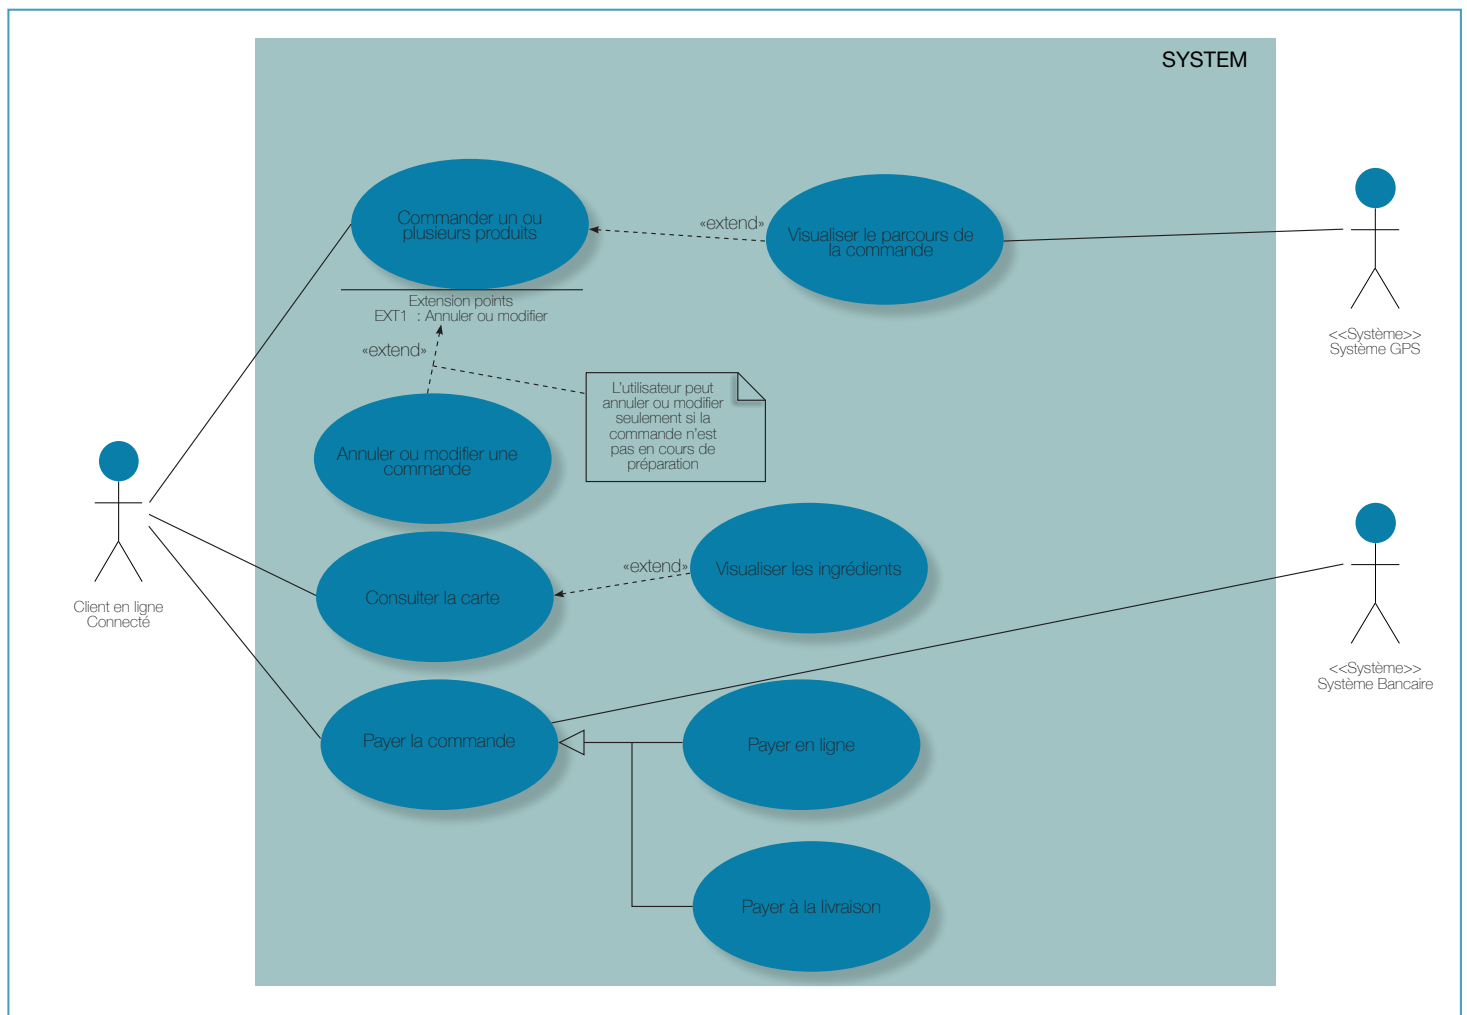 SYSTEM
Commander un ou
plusieurs produits
«extend»
Visualiser le parcours de
la commande
Extension points
EXT1 : Annuler ou modifier
«extend»
<<Système>>
Système GPS
L'utilisateur peut
annuler ou modifier
seulement si la
commande n'est
pas en cours de
préparation
Annuler ou modifier une
commande
«extend»
Visualiser les ingrédients
Consulter la carte
Client en ligne
Connecté
<<Système>>
Système Bancaire
Payer la commande
Payer en ligne
Payer à la livraison